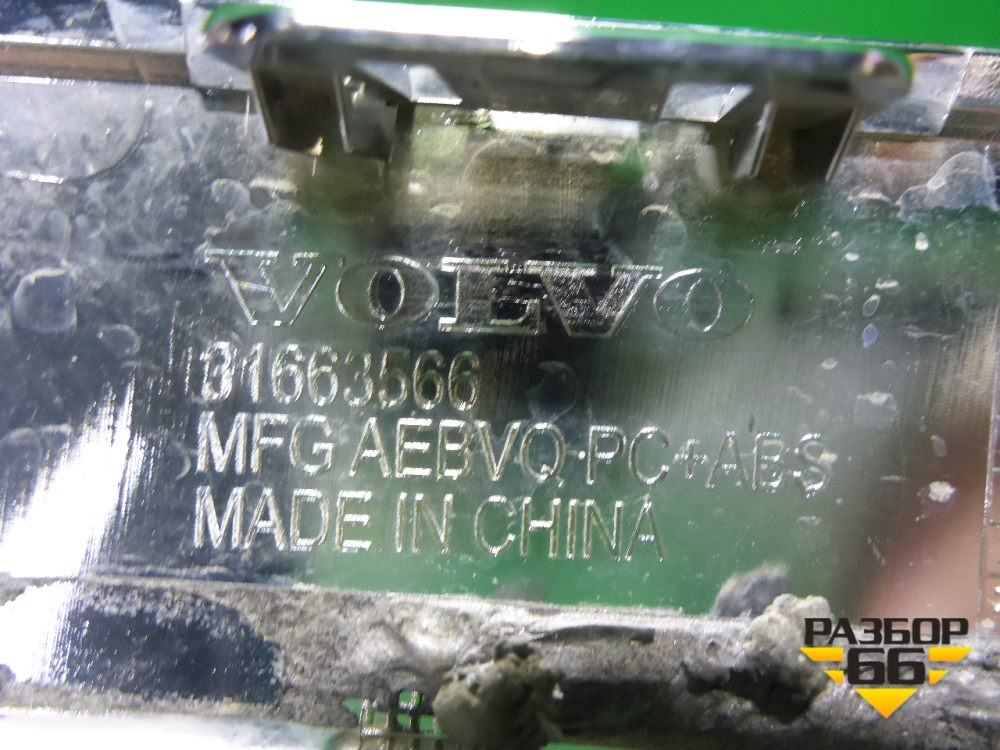 VOLVO
31663566
MFG AEBVQ·PC+ABS
MADE IN CHINA
РАЗБОР
66